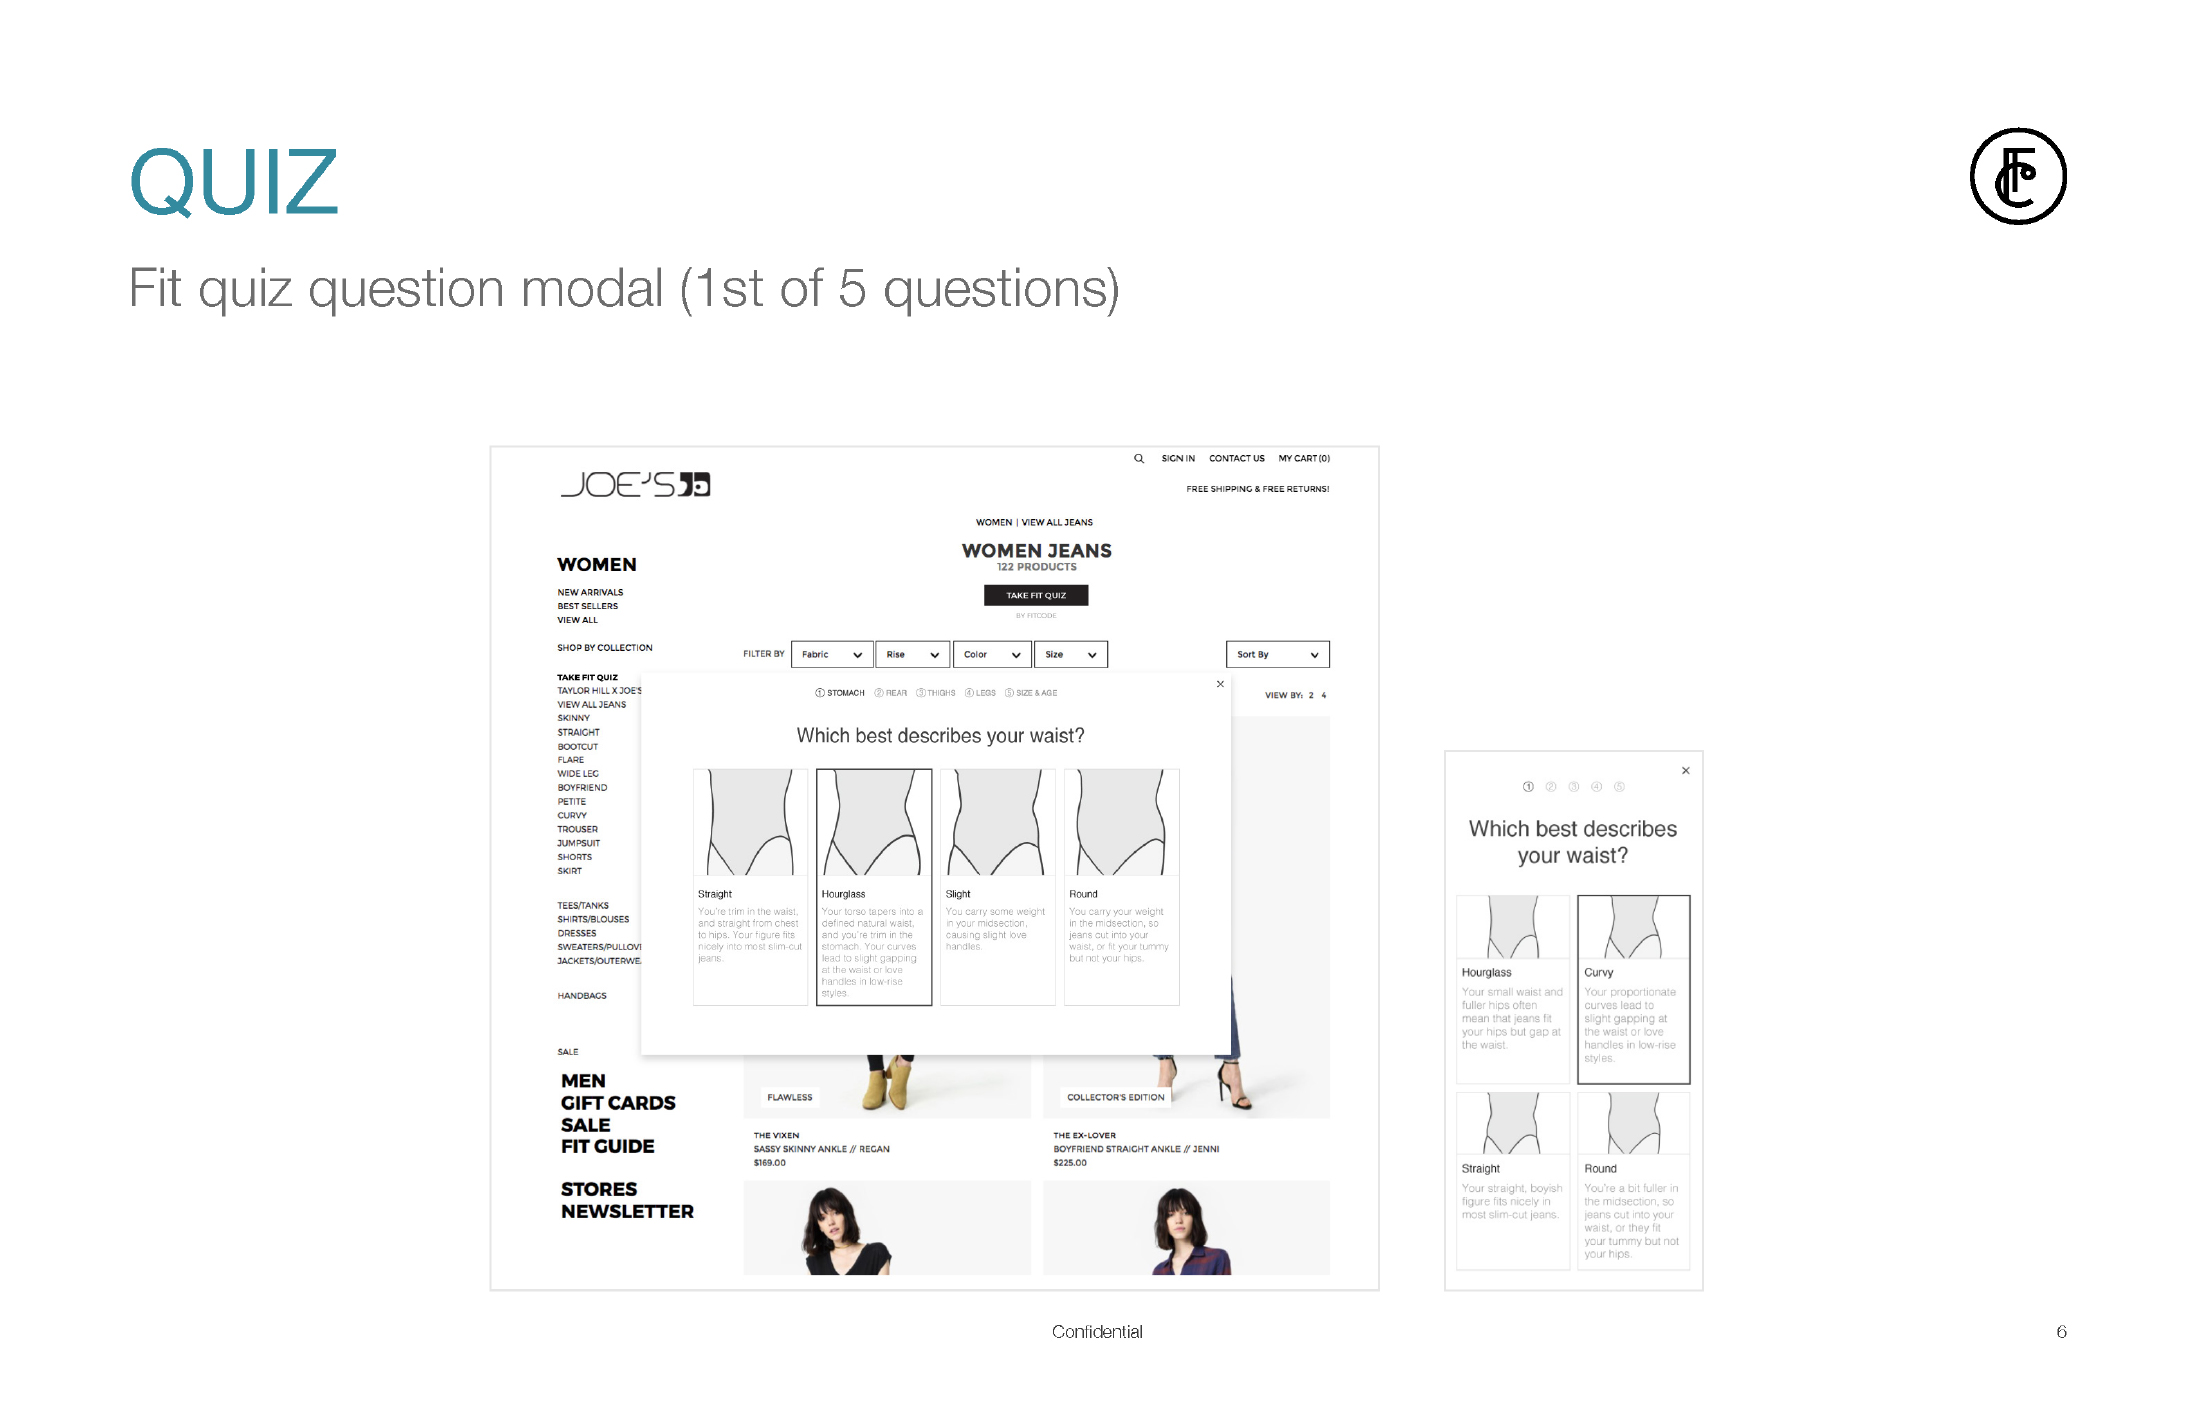 QUIZ
Fit quiz question modal (1st of 5 questions)
JOE'S
SIGN IN CONTACT US MY CART (0)
FREE SHIPPING & FREE RETURNS!
WOMEN | VIEW ALL JEANS
WOMEN JEANS
122 PRODUCTS
TAKE FIT QUIZ
BY FITCODE
FILTER BY Fabric Rise Color Size Sort By
VIEW BY: 2 4
WOMEN
NEW ARRIVALS
BEST SELLERS
VIEW ALL
SHOP BY COLLECTION
TAKE FIT QUIZ
TAYLOR HILL X JOE'S
VIEW ALL JEANS
SKINNY
STRAIGHT
BOOTCUT
FLARE
WIDE LEG
BOYFRIEND
PETITE
CURVY
TROUSER
JUMPSUIT
SHORTS
SKIRT
TEES/TANKS
SHIRTS/BLOUSES
DRESSES
SWEATERS/PULLOVE
JACKETS/OUTERWE
HANDBAGS
SALE
MEN
GIFT CARDS
SALE
FIT GUIDE
STORES
NEWSLETTER
① STOMACH ② REAR ③ THIGHS ④ LEGS ⑤ SIZE & AGE
×
Which best describes your waist?
Straight
You're trim in the waist,
and straight from chest
to hips. Your figure fits
nicely into most slim-cut
jeans.
Hourglass
Your torso tapers into a
defined natural waist,
and you're trim in the
stomach. Your curves
lead to slight gapping
at the waist or love
handles in low-rise
styles.
Slight
You carry some weight
in your midsection,
causing slight love
handles.
Round
You carry your weight
in the midsection, so
jeans cut into your
waist, or fit your tummy
but not your hips.
FLAWLESS
THE VIXEN
SASSY SKINNY ANKLE // REGAN
$169.00
COLLECTOR'S EDITION
THE EX-LOVER
BOYFRIEND STRAIGHT ANKLE // JENNI
$225.00
×
① ② ③ ④ ⑤
Which best describes
your waist?
Hourglass
Your small waist and
fuller hips often
mean that jeans fit
your hips but gap at
the waist.
Curvy
Your proportionate
curves lead to
slight gapping at
the waist or love
handles in low-rise
styles.
Straight
Your straight, boyish
figure fits nicely in
most slim-cut jeans.
Round
You're a bit fuller in
the midsection, so
jeans cut into your
waist, or they fit
your tummy but not
your hips.
Confidential
6